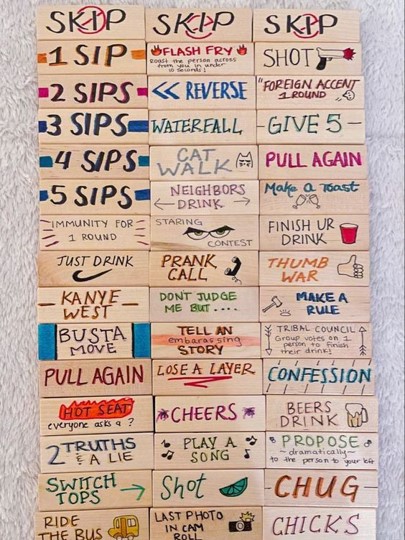 SKIP SKIP SKIP
1 SIP
FLASH FRY
Roast the person across
from you in under
10 seconds!
SHOT
2 SIPS
<< REVERSE
"FOREIGN ACCENT
1 ROUND
3 SIPS
WATERFALL
- GIVE 5 -
4 SIPS
CAT
WALK
PULL AGAIN
5 SIPS
NEIGHBORS
DRINK
Make a Toast
IMMUNITY FOR
1 ROUND
STARING
CONTEST
FINISH UR
DRINK
JUST DRINK
PRANK
CALL
THUMB
WAR
- KANYE -
WEST
DON'T JUDGE
ME BUT ....
MAKE A
RULE
BUSTA
MOVE
TELL AN
embarassing
STORY
TRIBAL COUNCIL
Group votes on 1
person to finish
their drink!
PULL AGAIN
LOSE A LAYER
CONFESSION
HOT SEAT
everyone asks a ?
CHEERS
BEERS
DRINK
2 TRUTHS
& A LIE
PLAY A
SONG
PROPOSE
~ dramatically ~
to the person to your left
SWITCH
TOPS
Shot
CHUG
RIDE
THE BUS
LAST PHOTO
IN CAM
ROLL
CHICKS